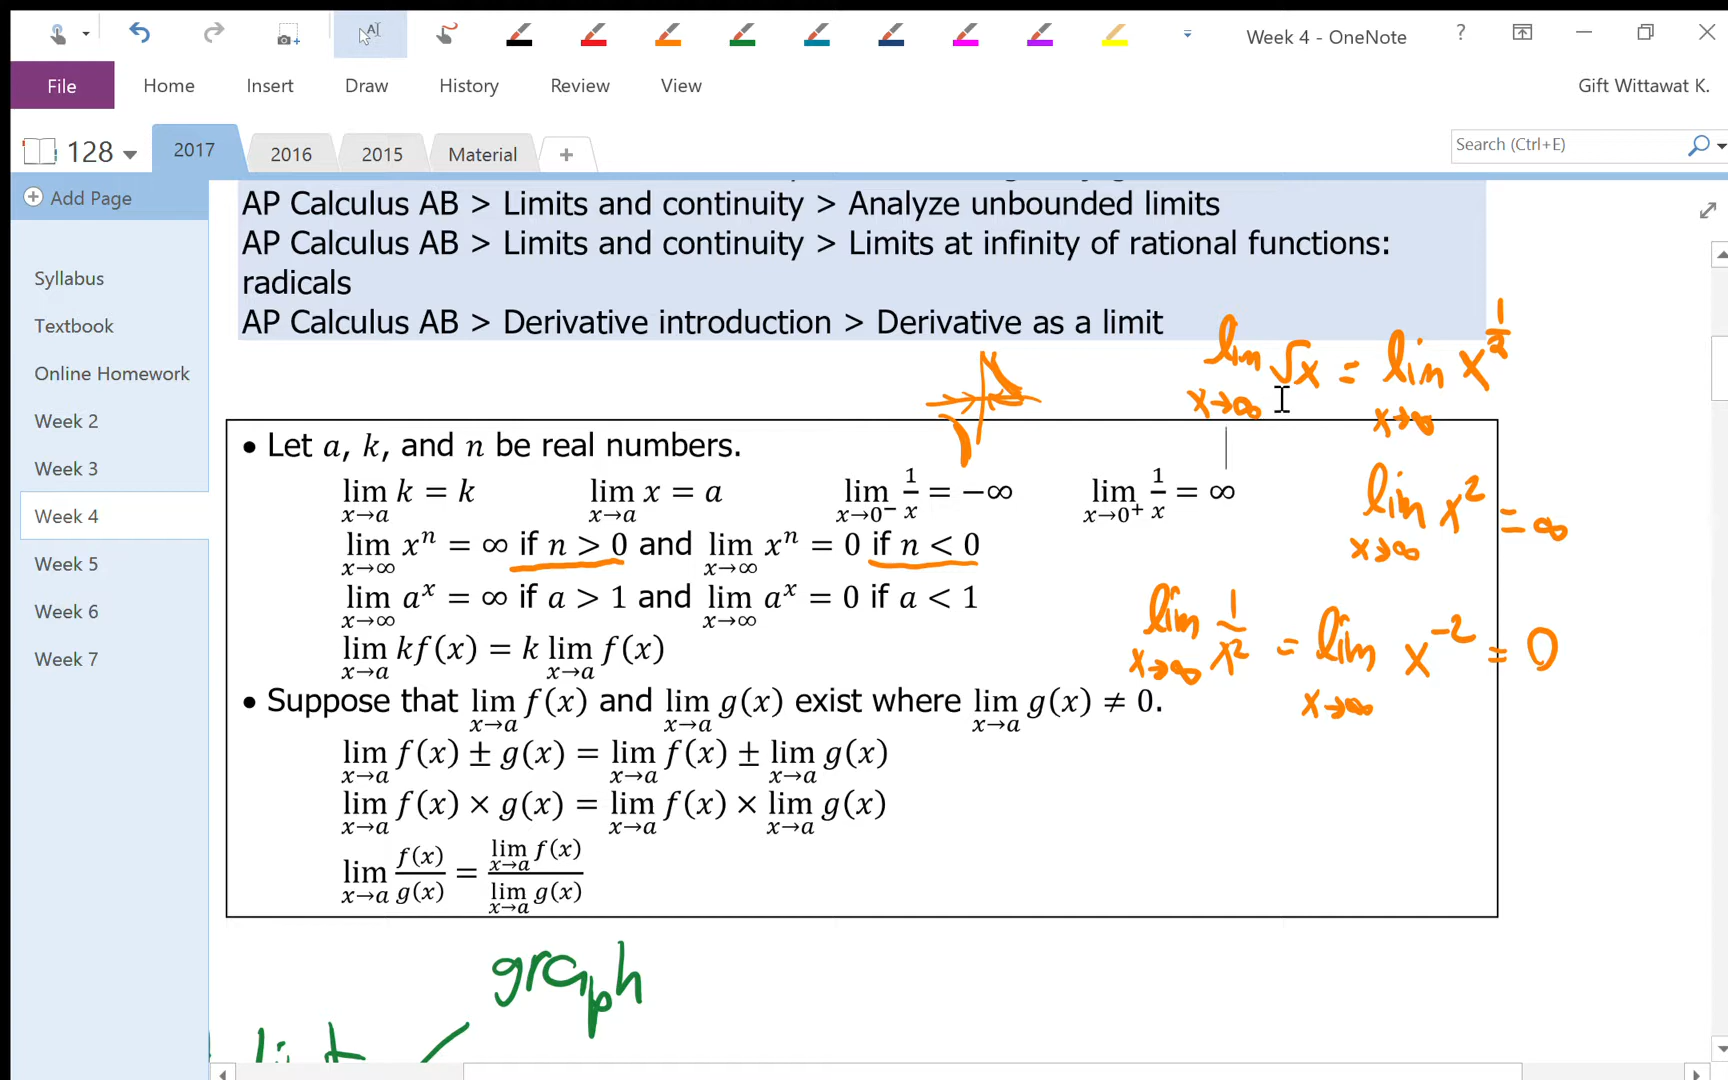 Week 4 - OneNote
?
File
Home
Insert
Draw
History
Review
View
Gift Wittawat K.
128
2017
2016
2015
Material
+
Search (Ctrl+E)
Add Page
Syllabus
Textbook
Online Homework
Week 2
Week 3
Week 4
Week 5
Week 6
Week 7
AP Calculus AB > Limits and continuity > Analyze unbounded limits
AP Calculus AB > Limits and continuity > Limits at infinity of rational functions:
radicals
AP Calculus AB > Derivative introduction > Derivative as a limit
lim x→∞ √x = lim x→∞ x^(1/2)
• Let a, k, and n be real numbers.
lim x→a k = k lim x→a x = a lim x→0⁻ 1/x = −∞ lim x→0⁺ 1/x = ∞
lim x→∞ x² = ∞
lim x→∞ xⁿ = ∞ if n > 0 and lim x→∞ xⁿ = 0 if n < 0
lim x→∞ aˣ = ∞ if a > 1 and lim x→∞ aˣ = 0 if a < 1
lim x→∞ 1/x² = lim x→∞ x⁻² = 0
lim x→a kf(x) = k lim x→a f(x)
• Suppose that lim x→a f(x) and lim x→a g(x) exist where lim x→a g(x) ≠ 0.
lim x→a f(x) ± g(x) = lim x→a f(x) ± lim x→a g(x)
lim x→a f(x) × g(x) = lim x→a f(x) × lim x→a g(x)
lim x→a f(x)/g(x) = lim x→a f(x) / lim x→a g(x)
graph